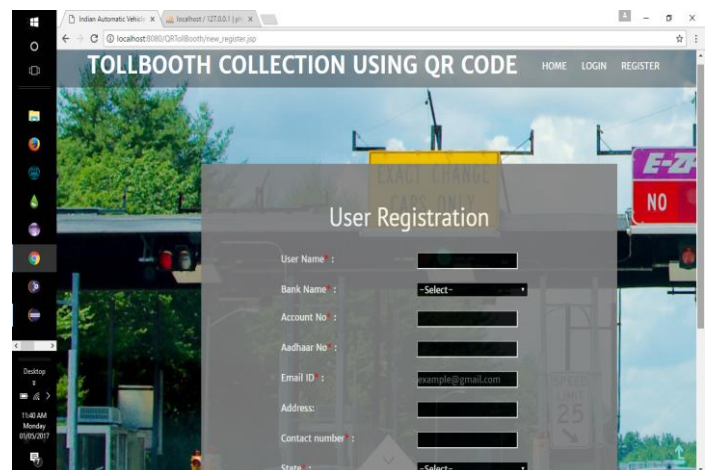 Indian Automatic Vehicle
localhost / 127.0.0.1 | ph
localhost:8080/QRTollBooth/new_register.jsp
TOLLBOOTH COLLECTION USING QR CODE
HOME LOGIN REGISTER
EXACT CHANGE
CARS ONLY
E-ZP
NO
User Registration
User Name* :
Bank Name* : -Select-
Account No* :
Aadhaar No* :
Email ID* : example@gmail.com
Address:
Contact number* :
State* : -Select-
SPEED
LIMIT
25
Desktop
11:40 AM
Monday
01/05/2017